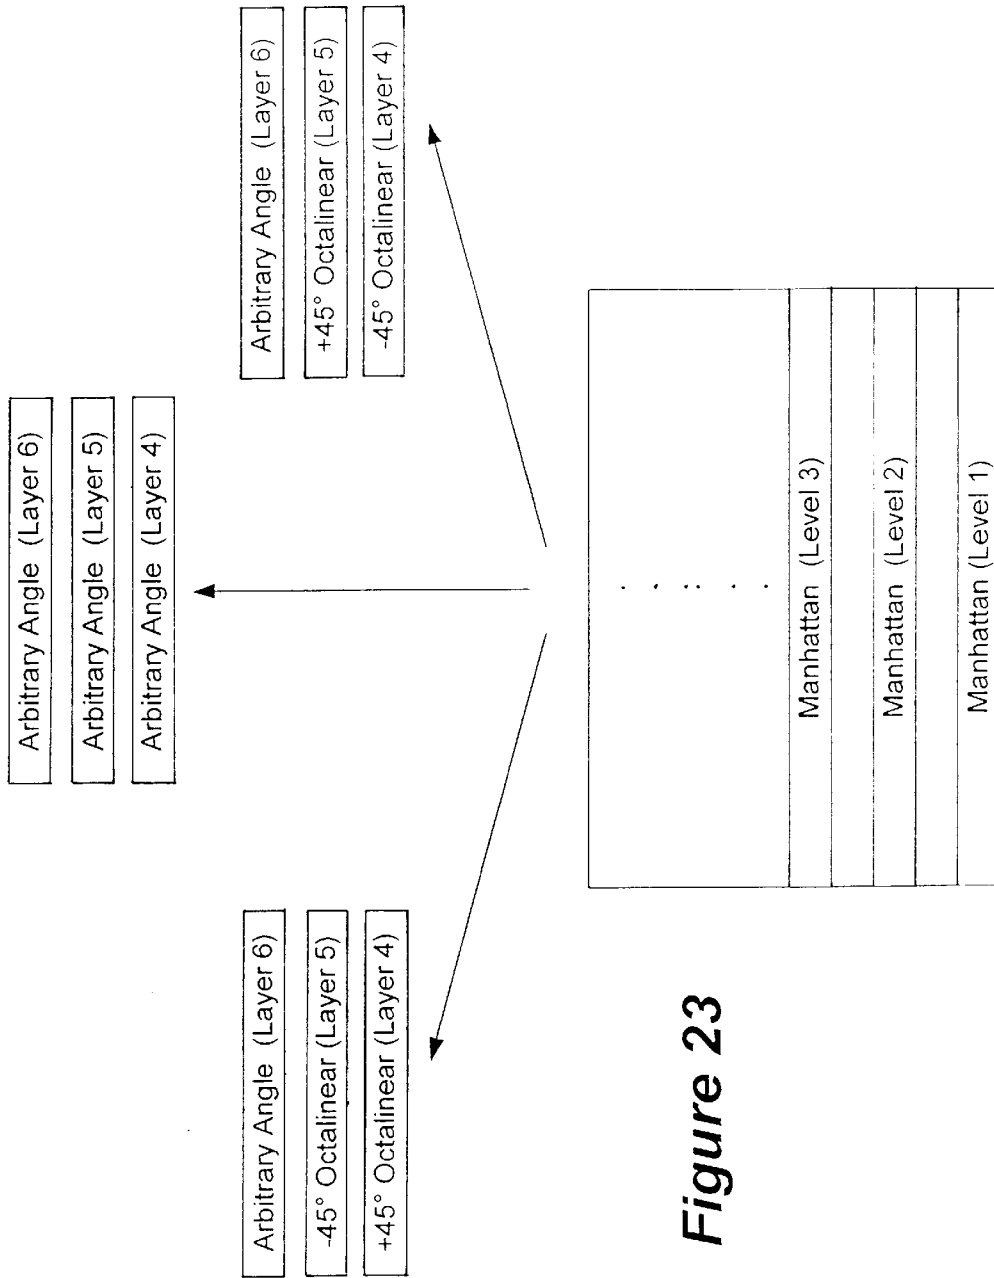 Arbitrary Angle (Layer 6)
Arbitrary Angle (Layer 5)
Arbitrary Angle (Layer 4)
Arbitrary Angle (Layer 6)
-45° Octalinear (Layer 5)
+45° Octalinear (Layer 4)
Arbitrary Angle (Layer 6)
+45° Octalinear (Layer 5)
-45° Octalinear (Layer 4)
Manhattan (Level 3)
Manhattan (Level 2)
Manhattan (Level 1)
Figure 23